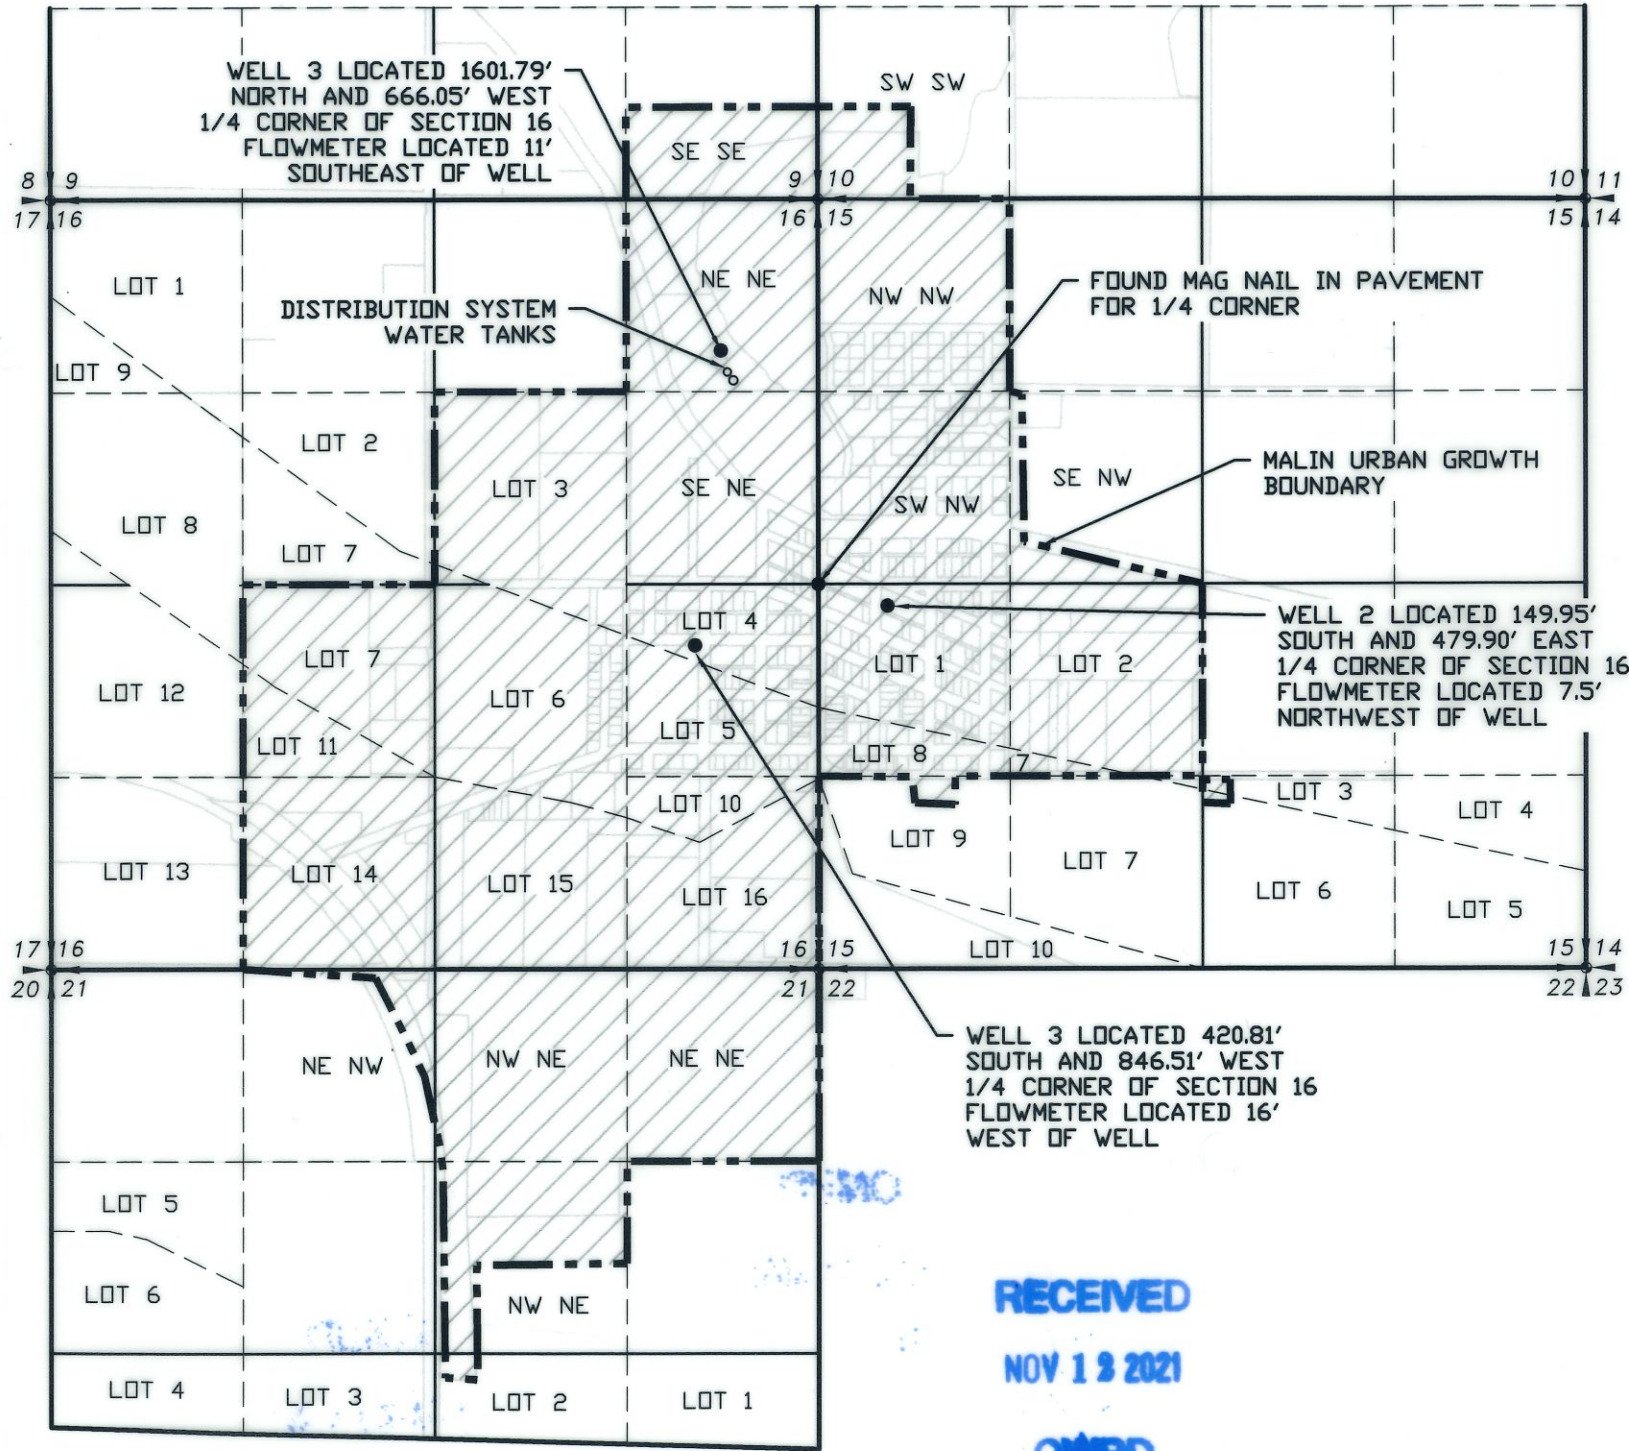 SW SW
WELL 3 LOCATED 1601.79'
NORTH AND 666.05' WEST
1/4 CORNER OF SECTION 16
FLOWMETER LOCATED 11'
SOUTHEAST OF WELL
SE SE
8 9
9 10
10 11
17 16
16 15
15 14
LOT 1
NE NE
NW NW
FOUND MAG NAIL IN PAVEMENT
FOR 1/4 CORNER
DISTRIBUTION SYSTEM
WATER TANKS
LOT 9
LOT 2
LOT 3
SE NE
SW NW
SE NW
MALIN URBAN GROWTH
BOUNDARY
LOT 8
LOT 7
LOT 4
WELL 2 LOCATED 149.95'
SOUTH AND 479.90' EAST
1/4 CORNER OF SECTION 16
FLOWMETER LOCATED 7.5'
NORTHWEST OF WELL
LOT 7
LOT 1
LOT 2
LOT 12
LOT 6
LOT 5
LOT 11
LOT 8
7
LOT 10
LOT 3
LOT 4
LOT 9
LOT 7
LOT 13
LOT 14
LOT 15
LOT 16
LOT 6
LOT 5
LOT 10
17 16
16 15
15 14
20 21
21 22
22 23
WELL 3 LOCATED 420.81'
SOUTH AND 846.51' WEST
1/4 CORNER OF SECTION 16
FLOWMETER LOCATED 16'
WEST OF WELL
NE NW
NW NE
NE NE
LOT 5
LOT 6
NW NE
RECEIVED
NOV 12 2021
OWRD
LOT 4
LOT 3
LOT 2
LOT 1